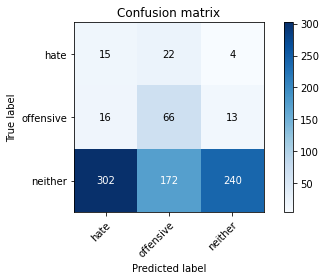 Confusion matrix
True label
hate
15 22 4
offensive
16 66 13
neither
302 172 240
hate offensive neither
Predicted label
300
250
200
150
100
50